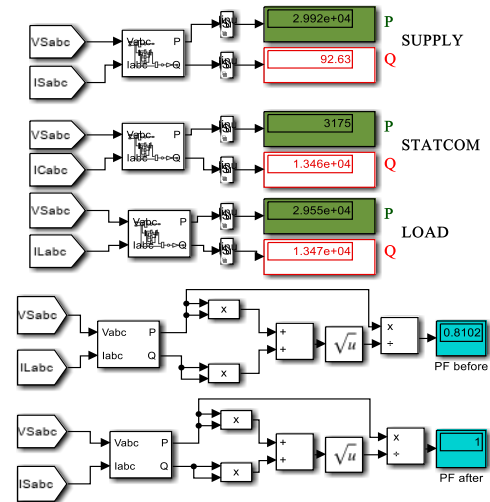 VSabc
ISabc
Vabc P
Iabc Q
2.992e+04
92.63
P
Q
SUPPLY
VSabc
ICabc
Vabc P
Iabc Q
3175
1.346e+04
P
Q
STATCOM
VSabc
ILabc
Vabc P
Iabc Q
2.955e+04
1.347e+04
P
Q
LOAD
VSabc
ILabc
Vabc P
Iabc Q
x
x
+
+
√u
x
÷
0.8102
PF before
VSabc
ISabc
Vabc P
Iabc Q
x
x
+
+
√u
x
÷
1
PF after